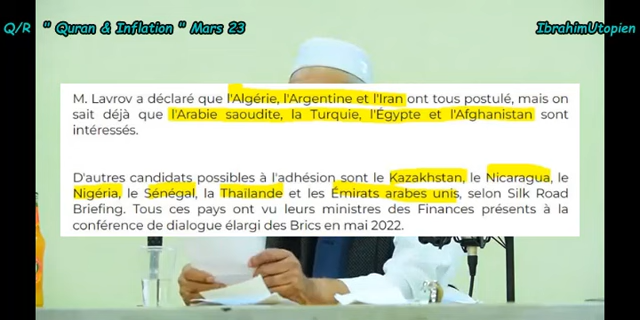 Q/R " Quran & Inflation " Mars 23
IbrahimUtopien
M. Lavrov a déclaré que l'Algérie, l'Argentine et l'Iran ont tous postulé, mais on
sait déjà que l'Arabie saoudite, la Turquie, l'Égypte et l'Afghanistan sont
intéressés.
D'autres candidats possibles à l'adhésion sont le Kazakhstan, le Nicaragua, le
Nigéria, le Sénégal, la Thaïlande et les Émirats arabes unis, selon Silk Road
Briefing. Tous ces pays ont vu leurs ministres des Finances présents à la
conférence de dialogue élargi des Brics en mai 2022.